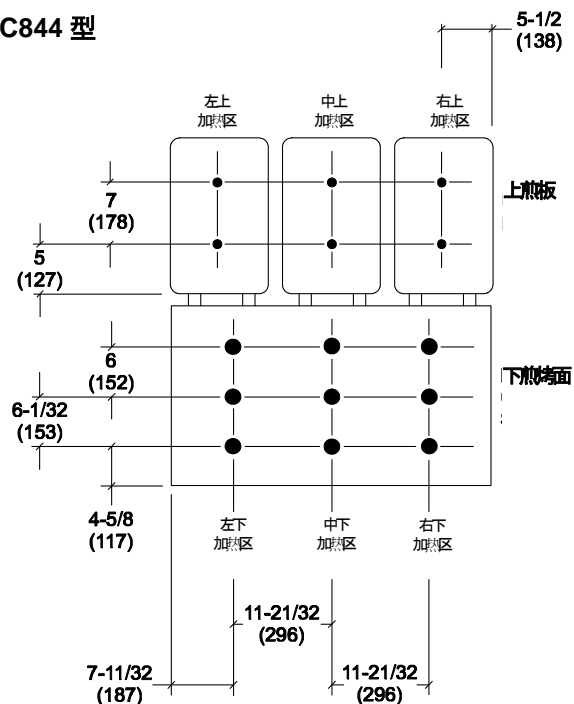 C844 型
5-1/2
(138)
左上
加热区
中上
加热区
右上
加热区
上煎板
7
(178)
5
(127)
6
(152)
下煎烤面
6-1/32
(153)
4-5/8
(117)
左下
加热区
中下
加热区
右下
加热区
11-21/32
(296)
7-11/32
(187)
11-21/32
(296)